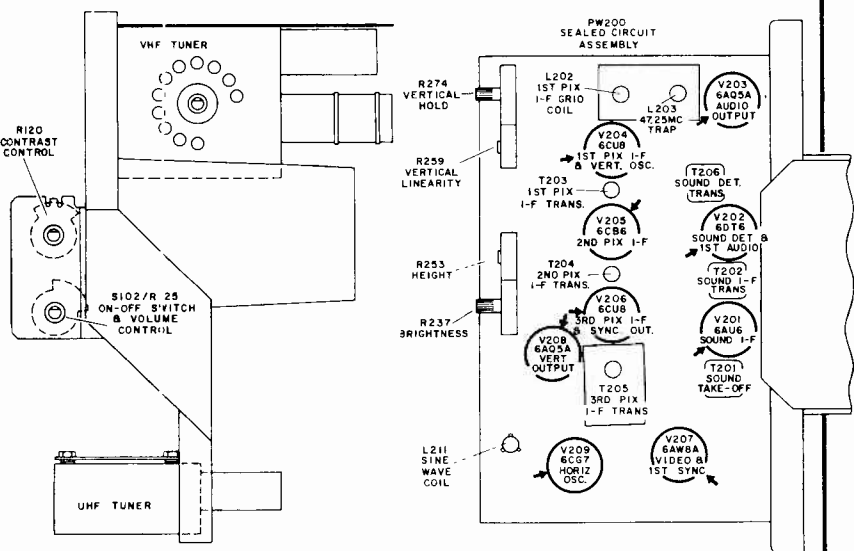 VHF TUNER
R120
CONTRAST
CONTROL
S102/R 25
ON-OFF SWITCH
& VOLUME
CONTROL
UHF TUNER
PW200
SEALED CIRCUIT
ASSEMBLY
R274
VERTICAL
HOLD
R259
VERTICAL
LINEARITY
R253
HEIGHT
R237
BRIGHTNESS
L211
SINE
WAVE
COIL
L202
1ST PIX
I-F GRID
COIL
L203
47.25MC
TRAP
V203
6AQ5A
AUDIO
OUTPUT
V204
6CU8
1ST PIX I-F
& VERT. OSC.
T203
1ST PIX
I-F TRANS.
T206
SOUND DET.
TRANS.
V205
6CB6
2ND PIX I-F
V202
6DT6
SOUND DET &
1ST AUDIO
T204
2ND PIX
I-F TRANS.
T202
SOUND I-F
TRANS
V206
6CU8
3RD PIX I-F
& SYNC OUT.
V201
6AU6
SOUND I-F
V208
6AQ5A
VERT
OUTPUT
T205
3RD PIX
I-F TRANS
T201
SOUND
TAKE-OFF
V209
6CG7
HORIZ
OSC.
V207
6AW8A
VIDEO &
1ST SYNC